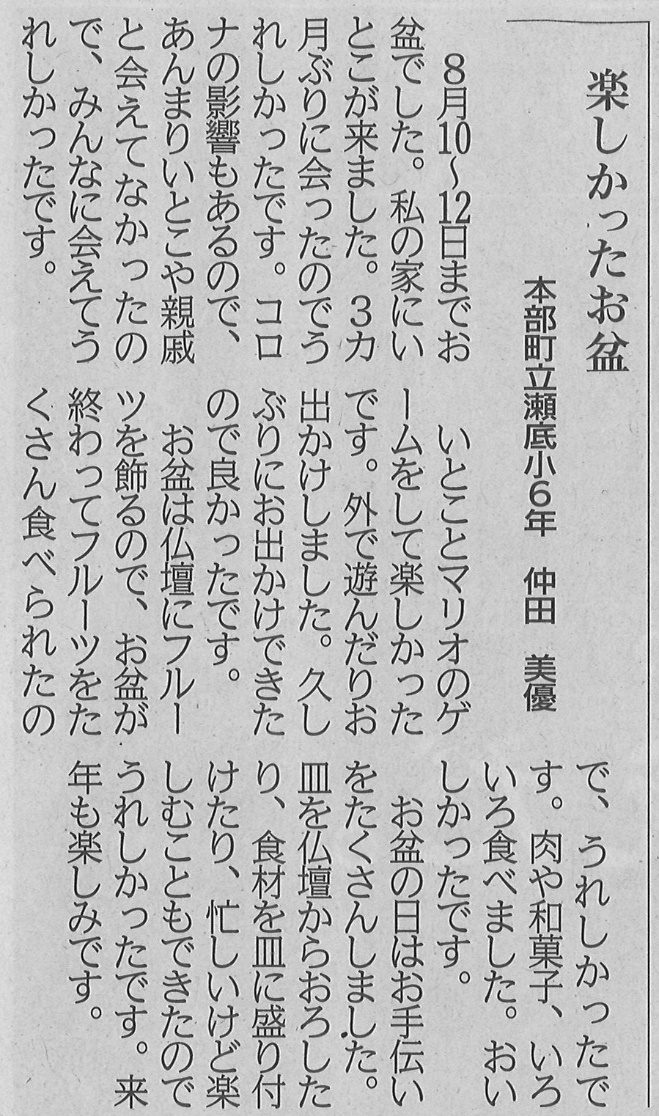 楽しかったお盆
本部町立瀬底小6年　仲田　美優
　8月10～12日までお
盆でした。私の家にい
とこが来ました。3カ
月ぶりに会ったのでう
れしかったです。コロ
ナの影響もあるので、
あんまりいとこや親戚
と会えてなかったの
で、みんなに会えてう
れしかったです。
　いとことマリオのゲ
ームをして楽しかった
です。外で遊んだりお
出かけしました。久し
ぶりにお出かけできた
ので良かったです。
　お盆は仏壇にフルー
ツを飾るので、お盆が
終わってフルーツをた
くさん食べられたの
で、うれしかったで
す。肉や和菓子、いろ
いろ食べました。おい
しかったです。
　お盆の日はお手伝い
をたくさんしました。
皿を仏壇からおろした
り、食材を皿に盛り付
けたり、忙しいけど楽
しむこともできたので
うれしかったです。来
年も楽しみです。